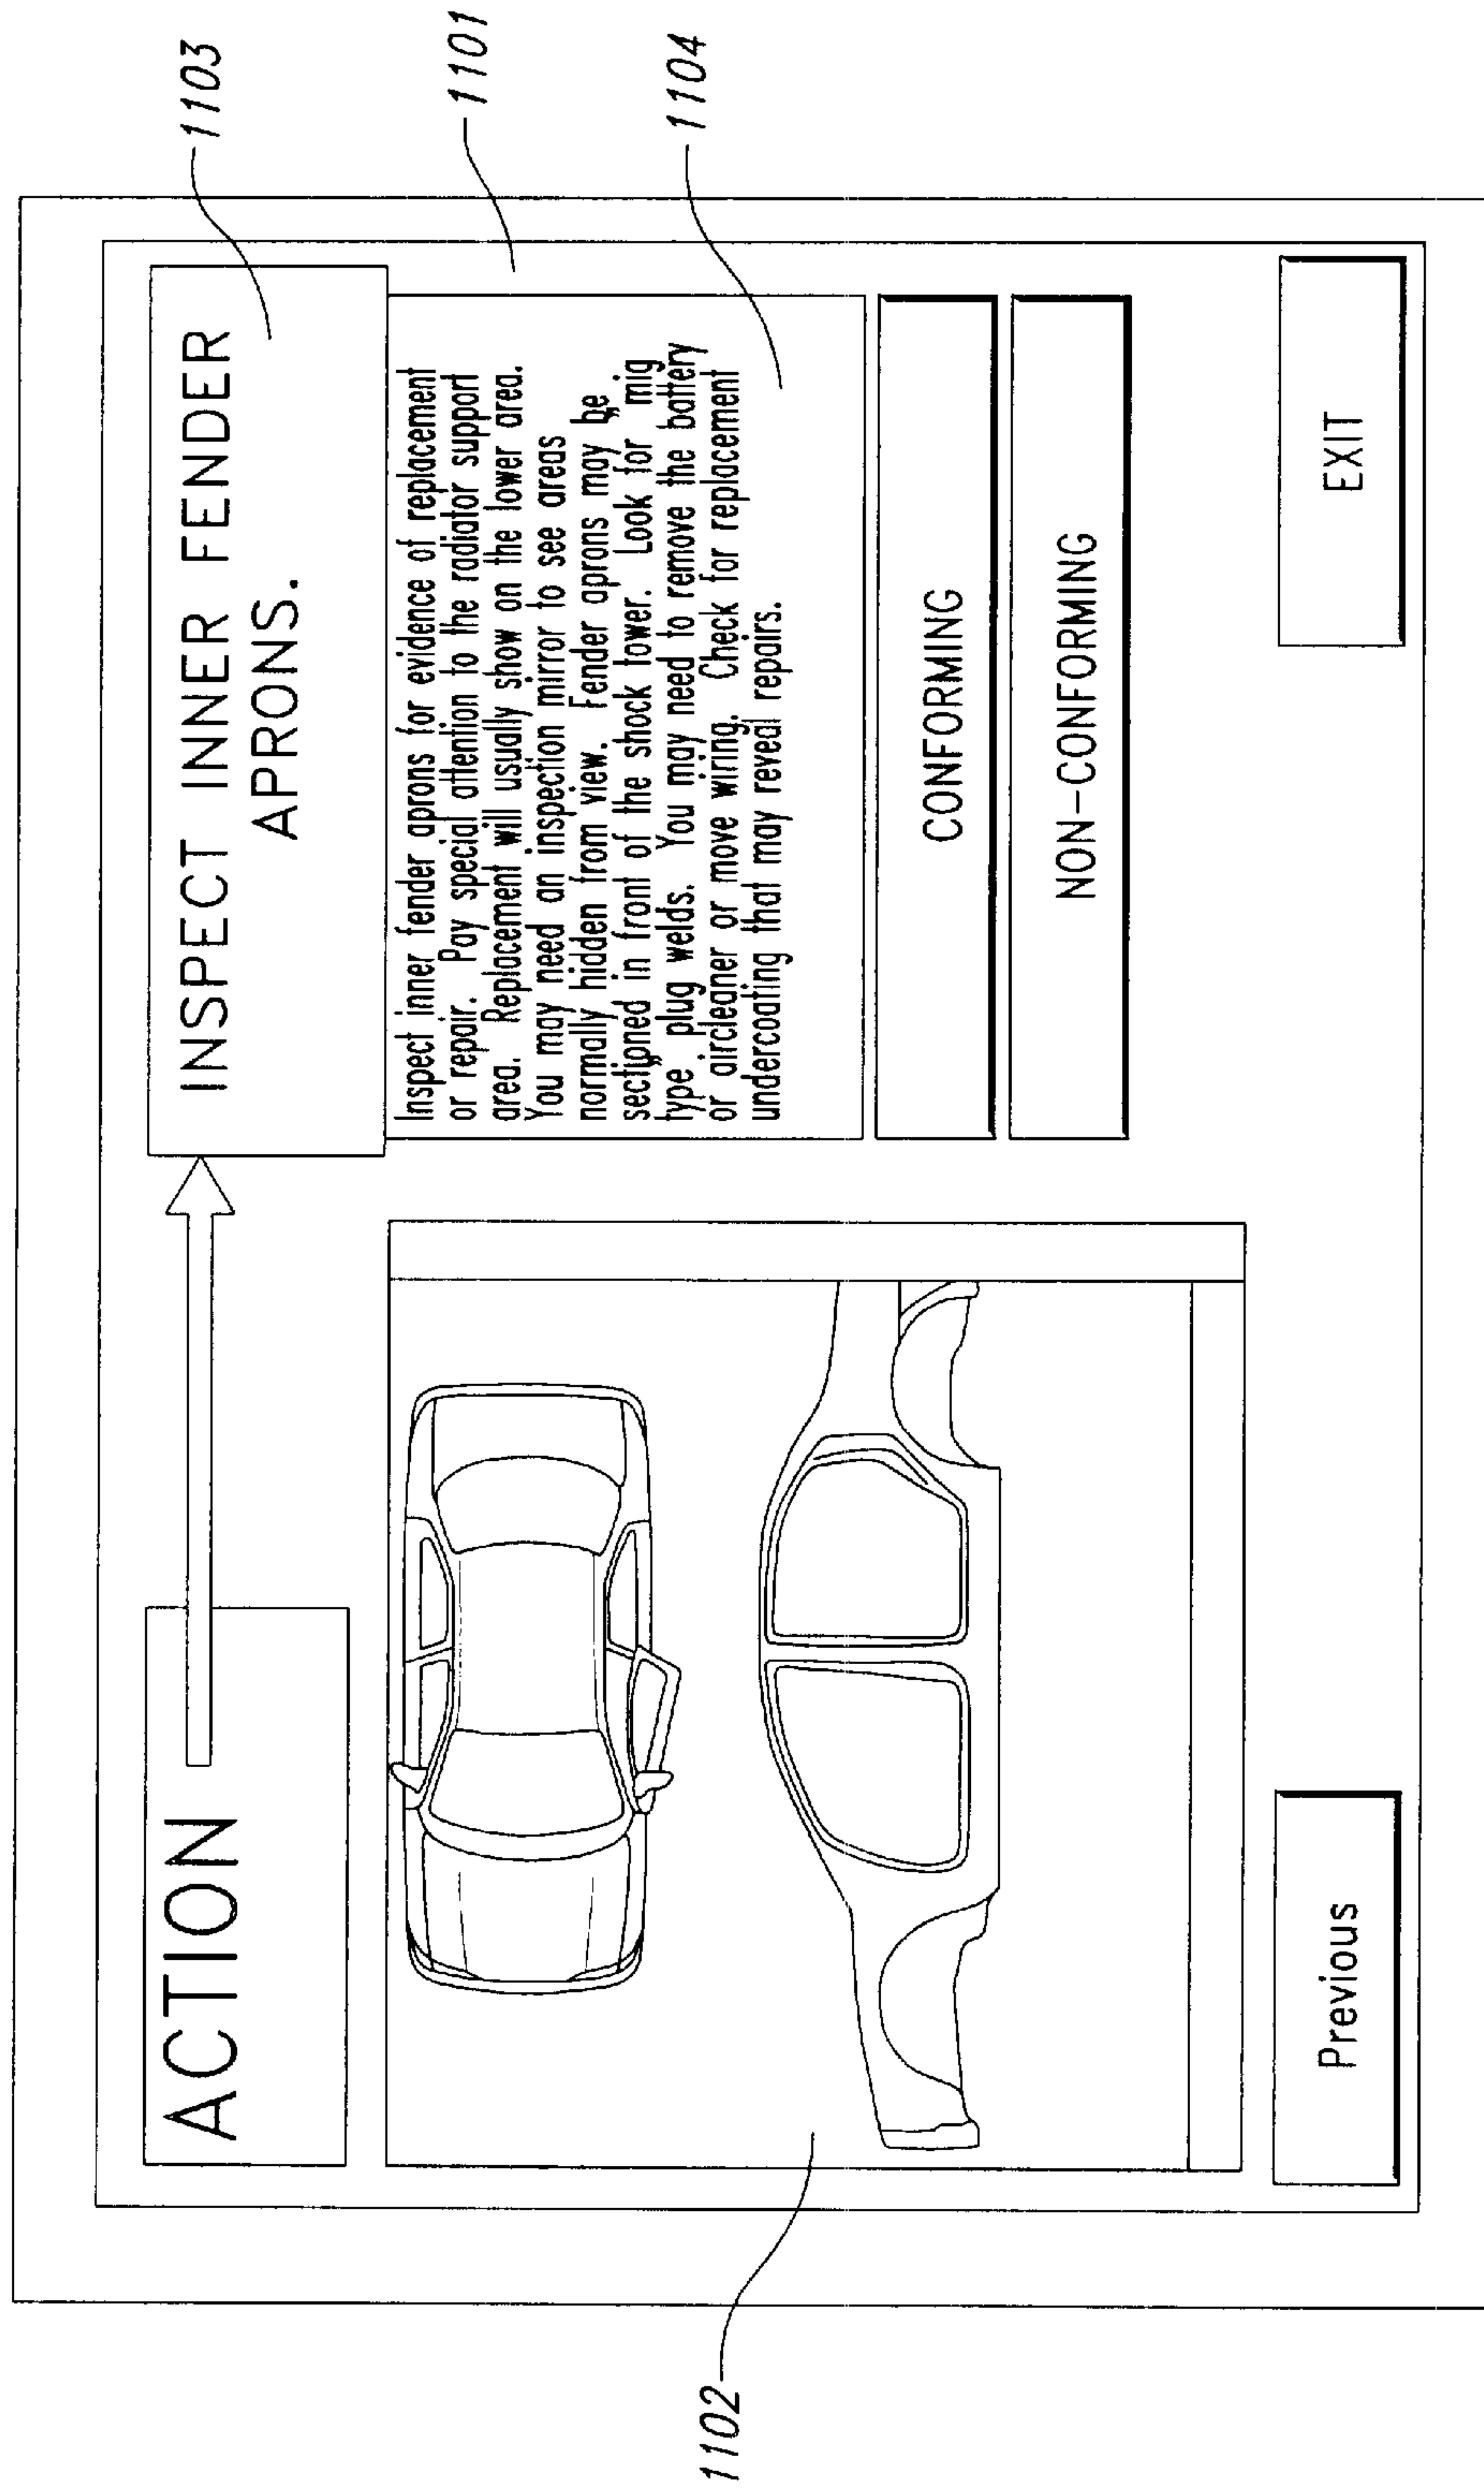 1103
1101
1104
ACTION
INSPECT INNER FENDER
APRONS.
Inspect inner fender aprons for evidence of replacement
or repair. Pay special attention to the radiator support
area. Replacement will usually show on the lower area.
You may need an inspection mirror to see areas
normally hidden from view. Fender aprons may be
sectioned in front of the shock tower. Look for "mig
type" plug welds. You may need to remove the battery
or aircleaner or move wiring. Check for replacement
undercoating that may reveal repairs.
CONFORMING
NON-CONFORMING
Previous
EXIT
1102